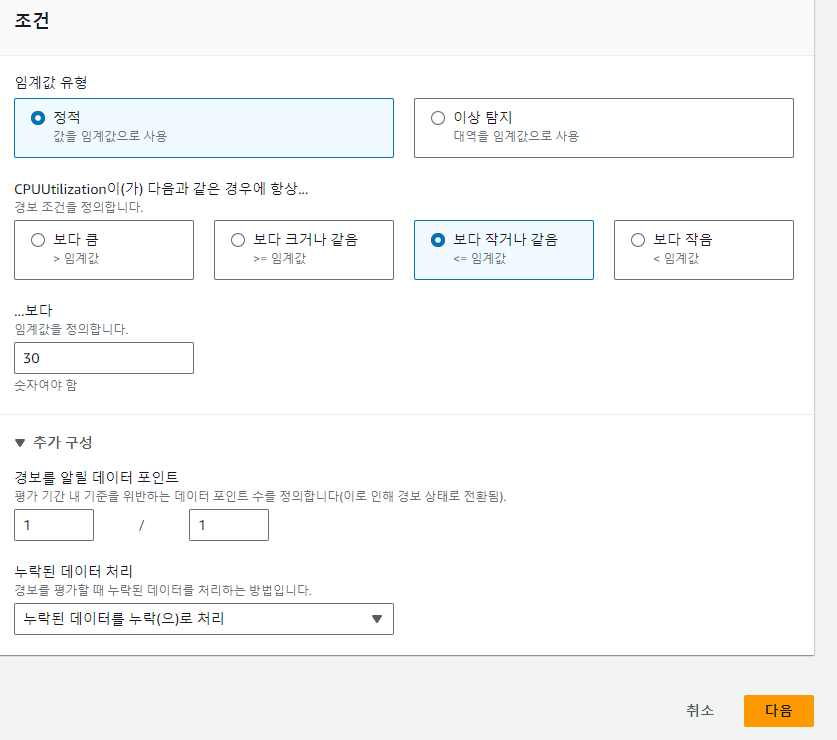 조건
임계값 유형
정적
값을 임계값으로 사용
이상 탐지
대역을 임계값으로 사용
CPUUtilization이(가) 다음과 같은 경우에 항상...
경보 조건을 정의합니다.
보다 큼
> 임계값
보다 크거나 같음
>= 임계값
보다 작거나 같음
<= 임계값
보다 작음
< 임계값
...보다
임계값을 정의합니다.
30
숫자여야 함
추가 구성
경보를 알릴 데이터 포인트
평가 기간 내 기준을 위반하는 데이터 포인트 수를 정의합니다(이로 인해 경보 상태로 전환됨).
1 / 1
누락된 데이터 처리
경보를 평가할 때 누락된 데이터를 처리하는 방법입니다.
누락된 데이터를 누락(으)로 처리
취소 다음